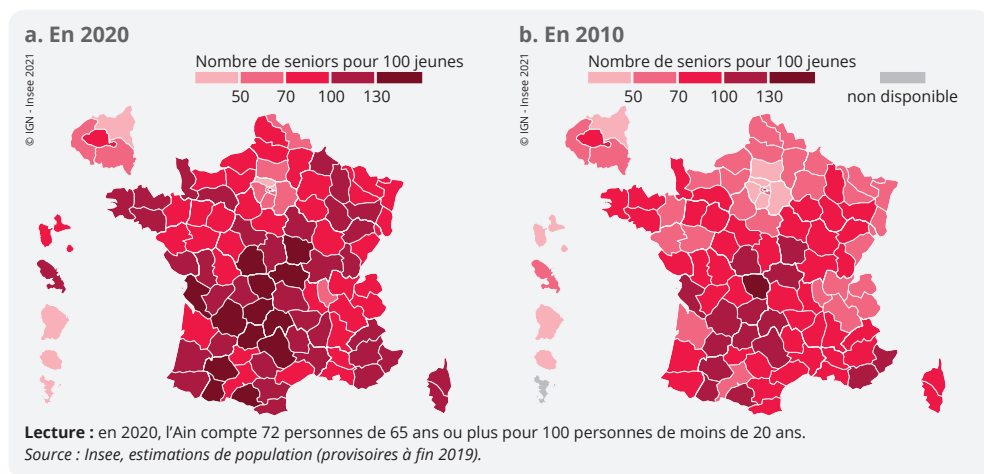 a. En 2020
© IGN - Insee 2021
Nombre de seniors pour 100 jeunes
50 70 100 130
b. En 2010
© IGN - Insee 2021
Nombre de seniors pour 100 jeunes
50 70 100 130
non disponible
Lecture : en 2020, l’Ain compte 72 personnes de 65 ans ou plus pour 100 personnes de moins de 20 ans.
Source : Insee, estimations de population (provisoires à fin 2019).